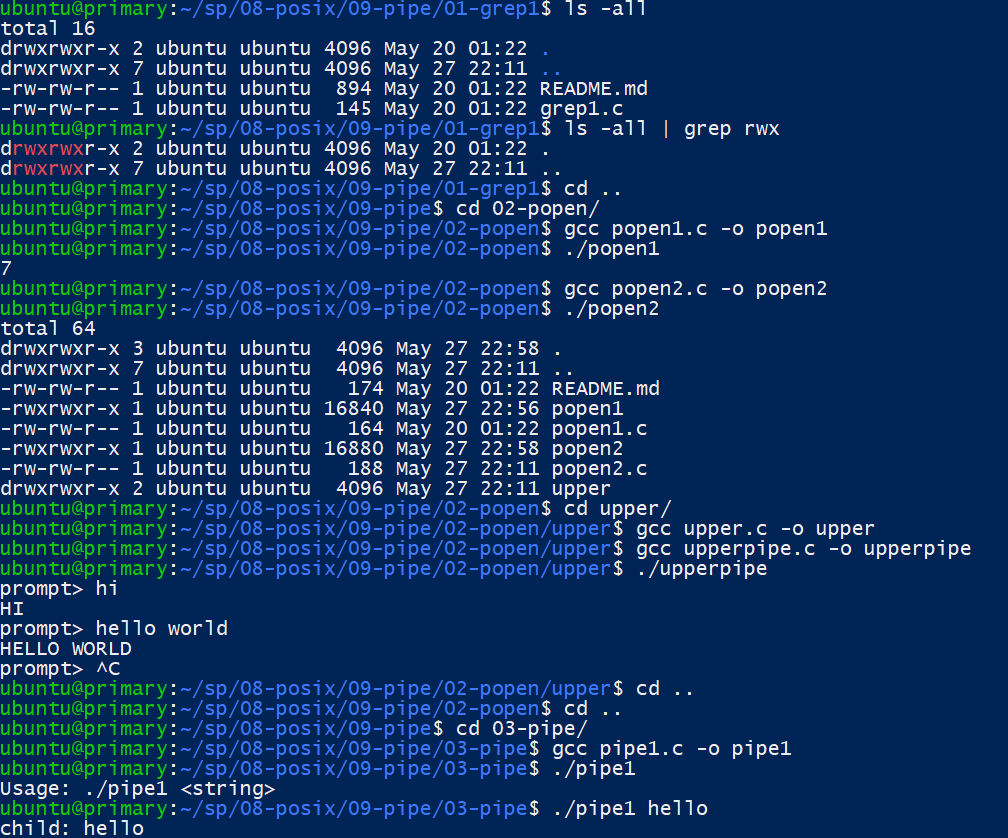 ubuntu@primary:~/sp/08-posix/09-pipe/01-grep1$ ls -all
total 16
drwxrwxr-x 2 ubuntu ubuntu 4096 May 20 01:22 .
drwxrwxr-x 7 ubuntu ubuntu 4096 May 27 22:11 ..
-rw-rw-r-- 1 ubuntu ubuntu  894 May 20 01:22 README.md
-rw-rw-r-- 1 ubuntu ubuntu  145 May 20 01:22 grep1.c
ubuntu@primary:~/sp/08-posix/09-pipe/01-grep1$ ls -all | grep rwx
drwxrwxr-x 2 ubuntu ubuntu 4096 May 20 01:22 .
drwxrwxr-x 7 ubuntu ubuntu 4096 May 27 22:11 ..
ubuntu@primary:~/sp/08-posix/09-pipe/01-grep1$ cd ..
ubuntu@primary:~/sp/08-posix/09-pipe$ cd 02-popen/
ubuntu@primary:~/sp/08-posix/09-pipe/02-popen$ gcc popen1.c -o popen1
ubuntu@primary:~/sp/08-posix/09-pipe/02-popen$ ./popen1
7
ubuntu@primary:~/sp/08-posix/09-pipe/02-popen$ gcc popen2.c -o popen2
ubuntu@primary:~/sp/08-posix/09-pipe/02-popen$ ./popen2
total 64
drwxrwxr-x 3 ubuntu ubuntu  4096 May 27 22:58 .
drwxrwxr-x 7 ubuntu ubuntu  4096 May 27 22:11 ..
-rw-rw-r-- 1 ubuntu ubuntu   174 May 20 01:22 README.md
-rwxrwxr-x 1 ubuntu ubuntu 16840 May 27 22:56 popen1
-rw-rw-r-- 1 ubuntu ubuntu   164 May 20 01:22 popen1.c
-rwxrwxr-x 1 ubuntu ubuntu 16880 May 27 22:58 popen2
-rw-rw-r-- 1 ubuntu ubuntu   188 May 27 22:11 popen2.c
drwxrwxr-x 2 ubuntu ubuntu  4096 May 27 22:11 upper
ubuntu@primary:~/sp/08-posix/09-pipe/02-popen$ cd upper/
ubuntu@primary:~/sp/08-posix/09-pipe/02-popen/upper$ gcc upper.c -o upper
ubuntu@primary:~/sp/08-posix/09-pipe/02-popen/upper$ gcc upperpipe.c -o upperpipe
ubuntu@primary:~/sp/08-posix/09-pipe/02-popen/upper$ ./upperpipe
prompt> hi
HI
prompt> hello world
HELLO WORLD
prompt> ^C
ubuntu@primary:~/sp/08-posix/09-pipe/02-popen/upper$ cd ..
ubuntu@primary:~/sp/08-posix/09-pipe/02-popen$ cd ..
ubuntu@primary:~/sp/08-posix/09-pipe$ cd 03-pipe/
ubuntu@primary:~/sp/08-posix/09-pipe/03-pipe$ gcc pipe1.c -o pipe1
ubuntu@primary:~/sp/08-posix/09-pipe/03-pipe$ ./pipe1
Usage: ./pipe1 <string>
ubuntu@primary:~/sp/08-posix/09-pipe/03-pipe$ ./pipe1 hello
child: hello